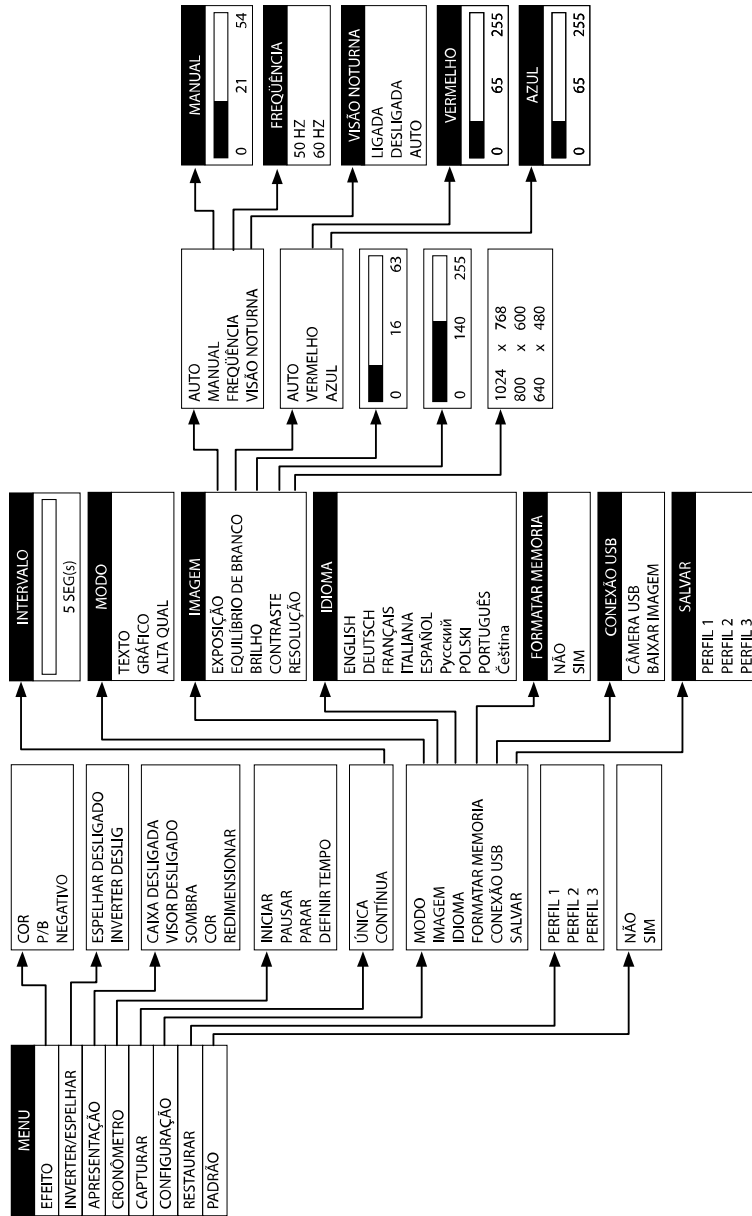 MENU
EFEITO
INVERTER/ESPELHAR
APRESENTAÇÃO
CRONÔMETRO
CAPTURAR
CONFIGURAÇÃO
RESTAURAR
PADRÃO
COR
P/B
NEGATIVO
ESPELHAR DESLIGADO
INVERTER DESLIG
CAIXA DESLIGADA
VISOR DESLIGADO
SOMBRA
COR
REDIMENSIONAR
INICIAR
PAUSAR
PARAR
DEFINIR TEMPO
ÚNICA
CONTÍNUA
MODO
IMAGEM
IDIOMA
FORMATAR MEMORIA
CONEXÃO USB
SALVAR
PERFIL 1
PERFIL 2
PERFIL 3
NÃO
SIM
INTERVALO
5 SEG(s)
MODO
TEXTO
GRÁFICO
ALTA QUAL
IMAGEM
EXPOSIÇÃO
EQUILÍBRIO DE BRANCO
BRILHO
CONTRASTE
RESOLUÇÃO
IDIOMA
ENGLISH
DEUTSCH
FRANÇAIS
ITALIANA
ESPAÑOL
Русский
POLSKI
PORTUGUÊS
Čeština
FORMATAR MEMORIA
NÃO
SIM
CONEXÃO USB
CÂMERA USB
BAIXAR IMAGEM
SALVAR
PERFIL 1
PERFIL 2
PERFIL 3
AUTO
MANUAL
FREQÜÊNCIA
VISÃO NOTURNA
AUTO
VERMELHO
AZUL
0 16 63
0 140 255
1024 x 768
800 x 600
640 x 480
MANUAL
0 21 54
FREQÜÊNCIA
50 HZ
60 HZ
VISÃO NOTURNA
LIGADA
DESLIGADA
AUTO
VERMELHO
0 65 255
AZUL
0 65 255